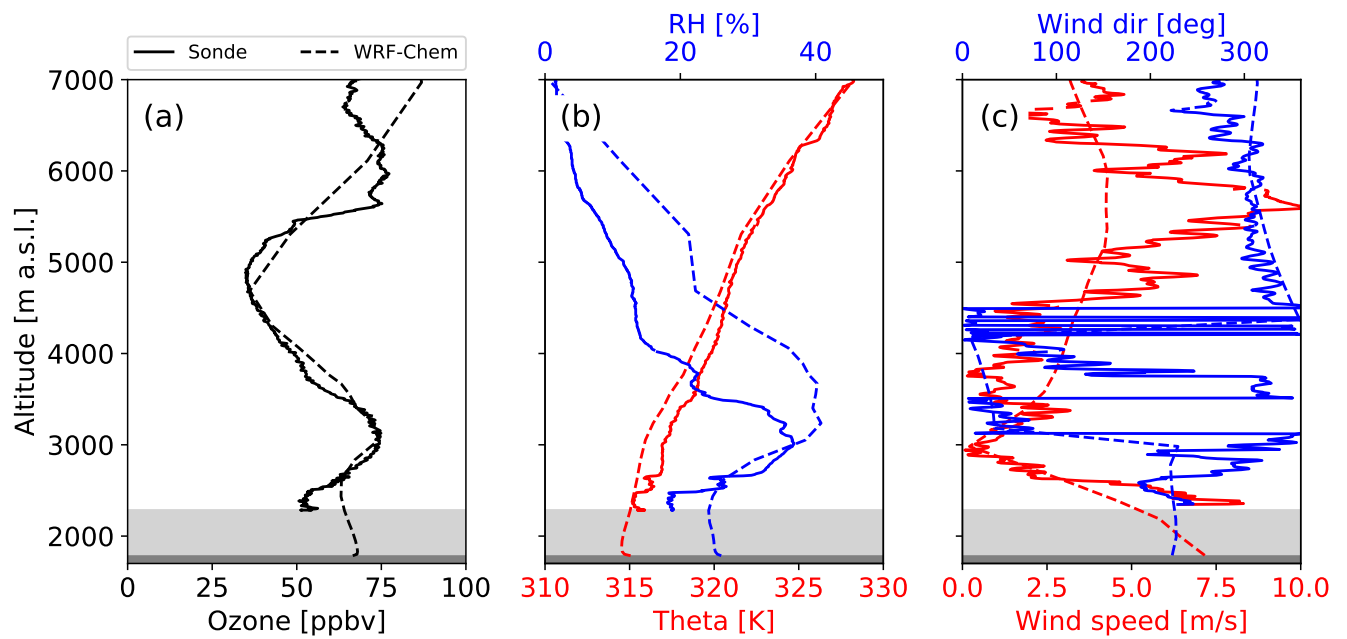 RH [%]
Wind dir [deg]
Sonde WRF-Chem
0 20 40
0 100 200 300
7000
6000
5000
4000
3000
2000
Altitude [m a.s.l.]
(a)
(b)
(c)
0 25 50 75 100
310 315 320 325 330
0.0 2.5 5.0 7.5 10.0
Ozone [ppbv]
Theta [K]
Wind speed [m/s]